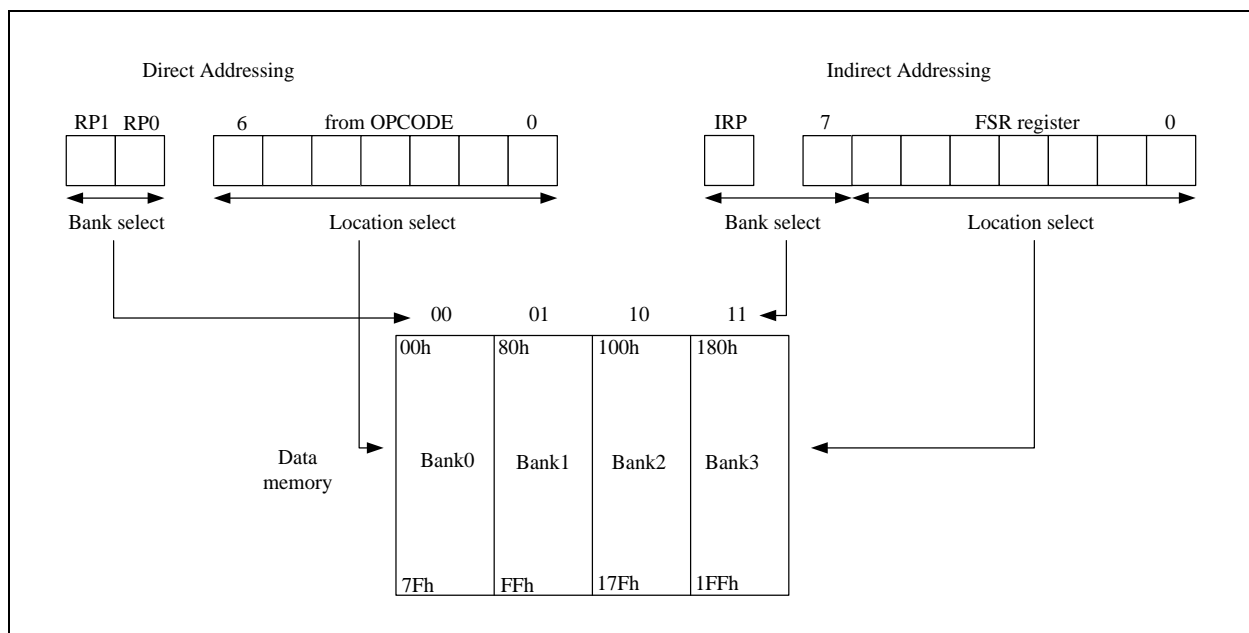 Direct Addressing
Indirect Addressing
RP1 RP0
6 from OPCODE 0
IRP
7 FSR register 0
Bank select
Location select
Bank select
Location select
00 01 10 11
00h 80h 100h 180h
Data
memory
Bank0 Bank1 Bank2 Bank3
7Fh FFh 17Fh 1FFh